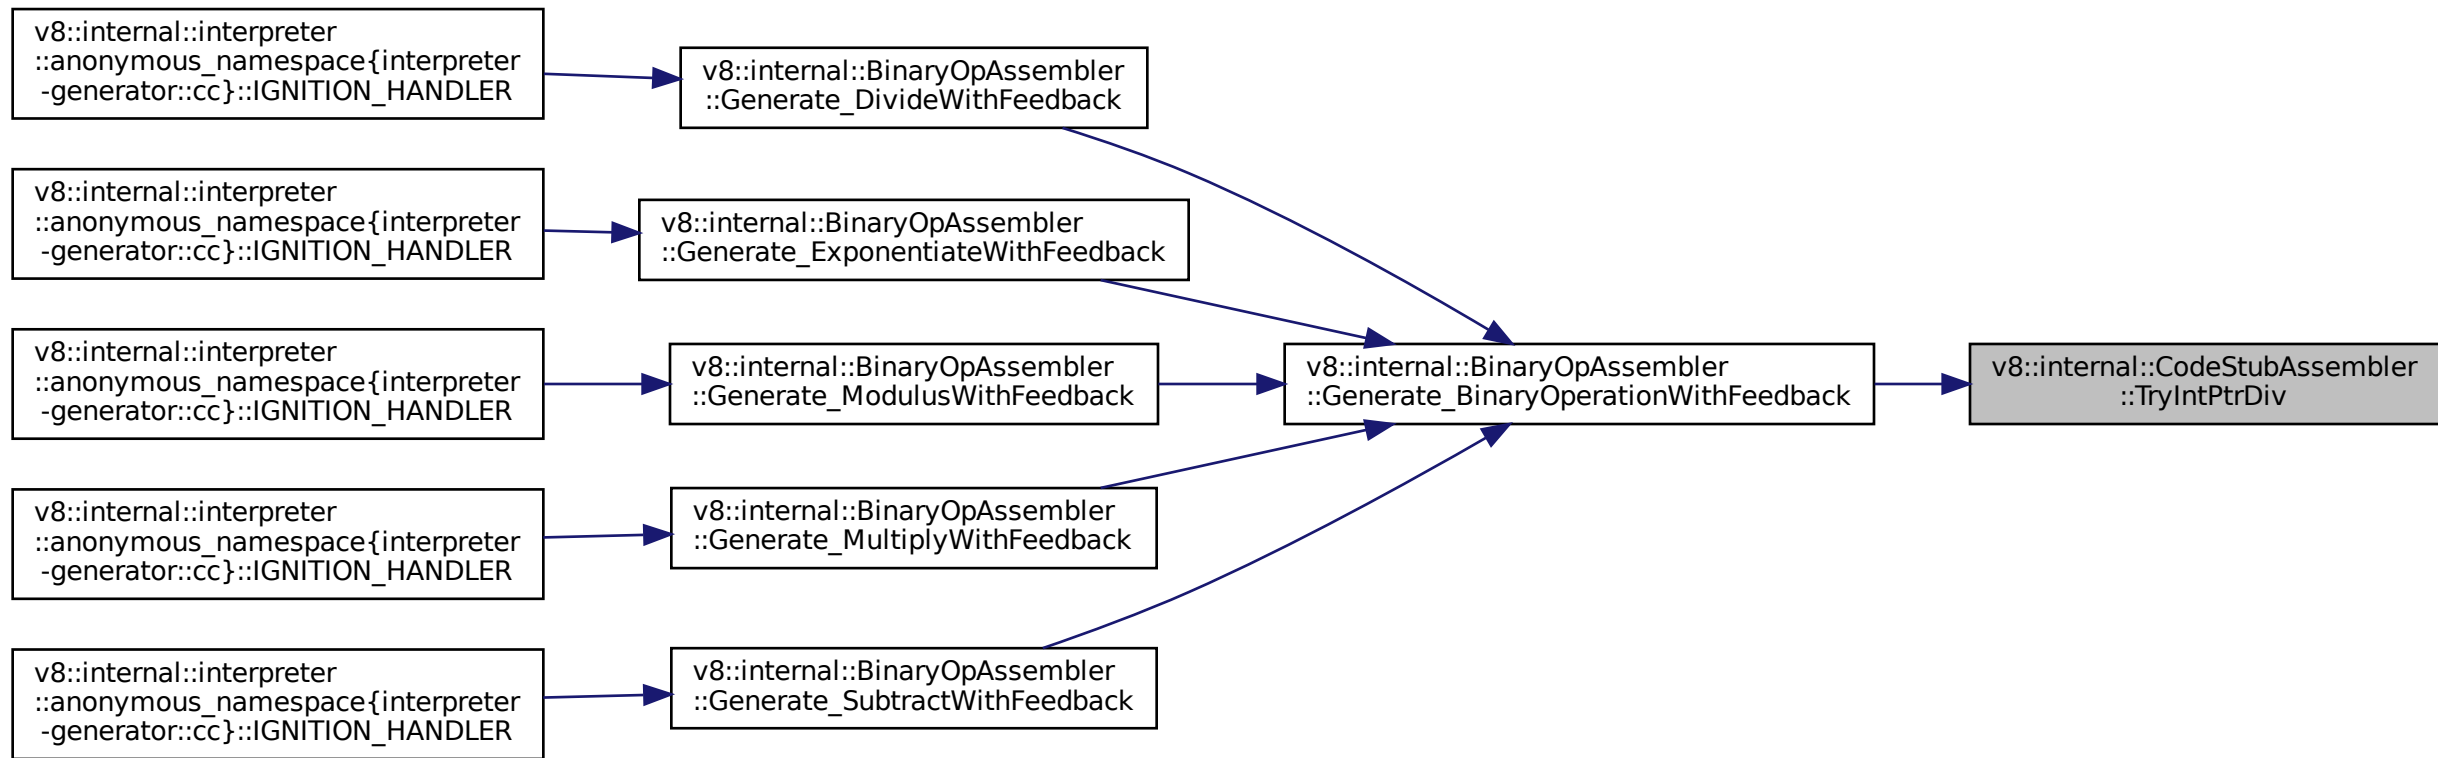 v8::internal::interpreter
::anonymous_namespace{interpreter
-generator::cc}::IGNITION_HANDLER
v8::internal::BinaryOpAssembler
::Generate_DivideWithFeedback
v8::internal::interpreter
::anonymous_namespace{interpreter
-generator::cc}::IGNITION_HANDLER
v8::internal::BinaryOpAssembler
::Generate_ExponentiateWithFeedback
v8::internal::interpreter
::anonymous_namespace{interpreter
-generator::cc}::IGNITION_HANDLER
v8::internal::BinaryOpAssembler
::Generate_ModulusWithFeedback
v8::internal::BinaryOpAssembler
::Generate_BinaryOperationWithFeedback
v8::internal::CodeStubAssembler
::TryIntPtrDiv
v8::internal::interpreter
::anonymous_namespace{interpreter
-generator::cc}::IGNITION_HANDLER
v8::internal::BinaryOpAssembler
::Generate_MultiplyWithFeedback
v8::internal::interpreter
::anonymous_namespace{interpreter
-generator::cc}::IGNITION_HANDLER
v8::internal::BinaryOpAssembler
::Generate_SubtractWithFeedback